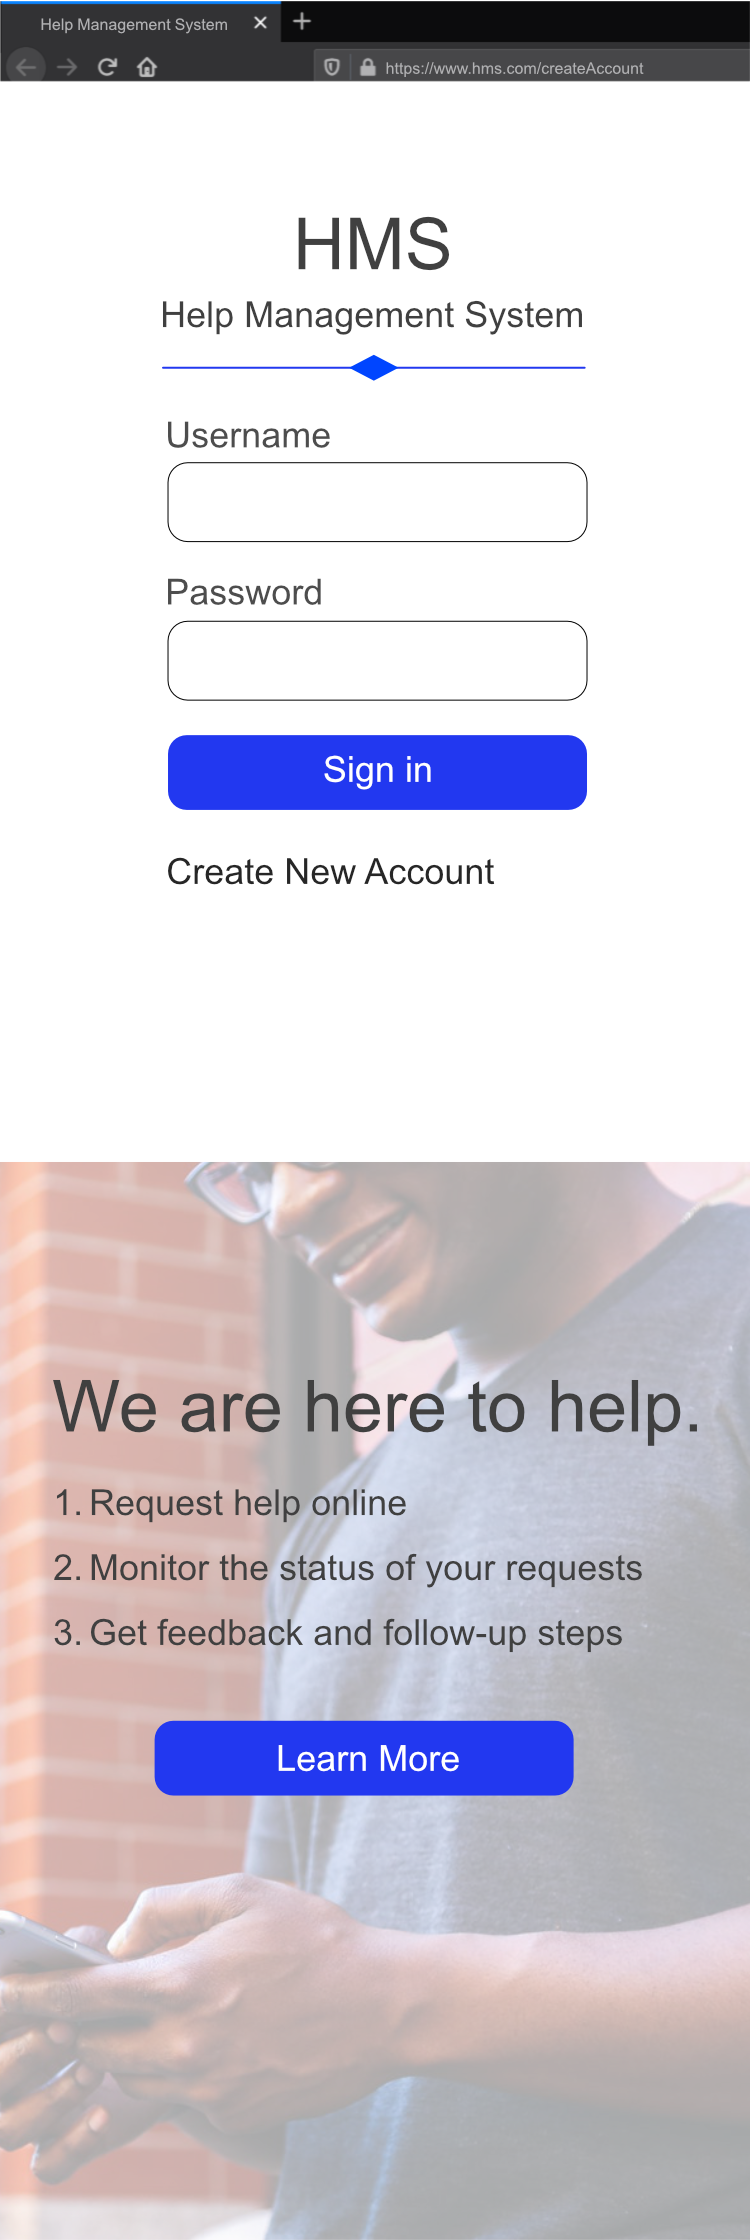 Help Management System
https://www.hms.com/createAccount
HMS
Help Management System
Username
Password
Sign in
Create New Account
We are here to help.
1. Request help online
2. Monitor the status of your requests
3. Get feedback and follow-up steps
Learn More